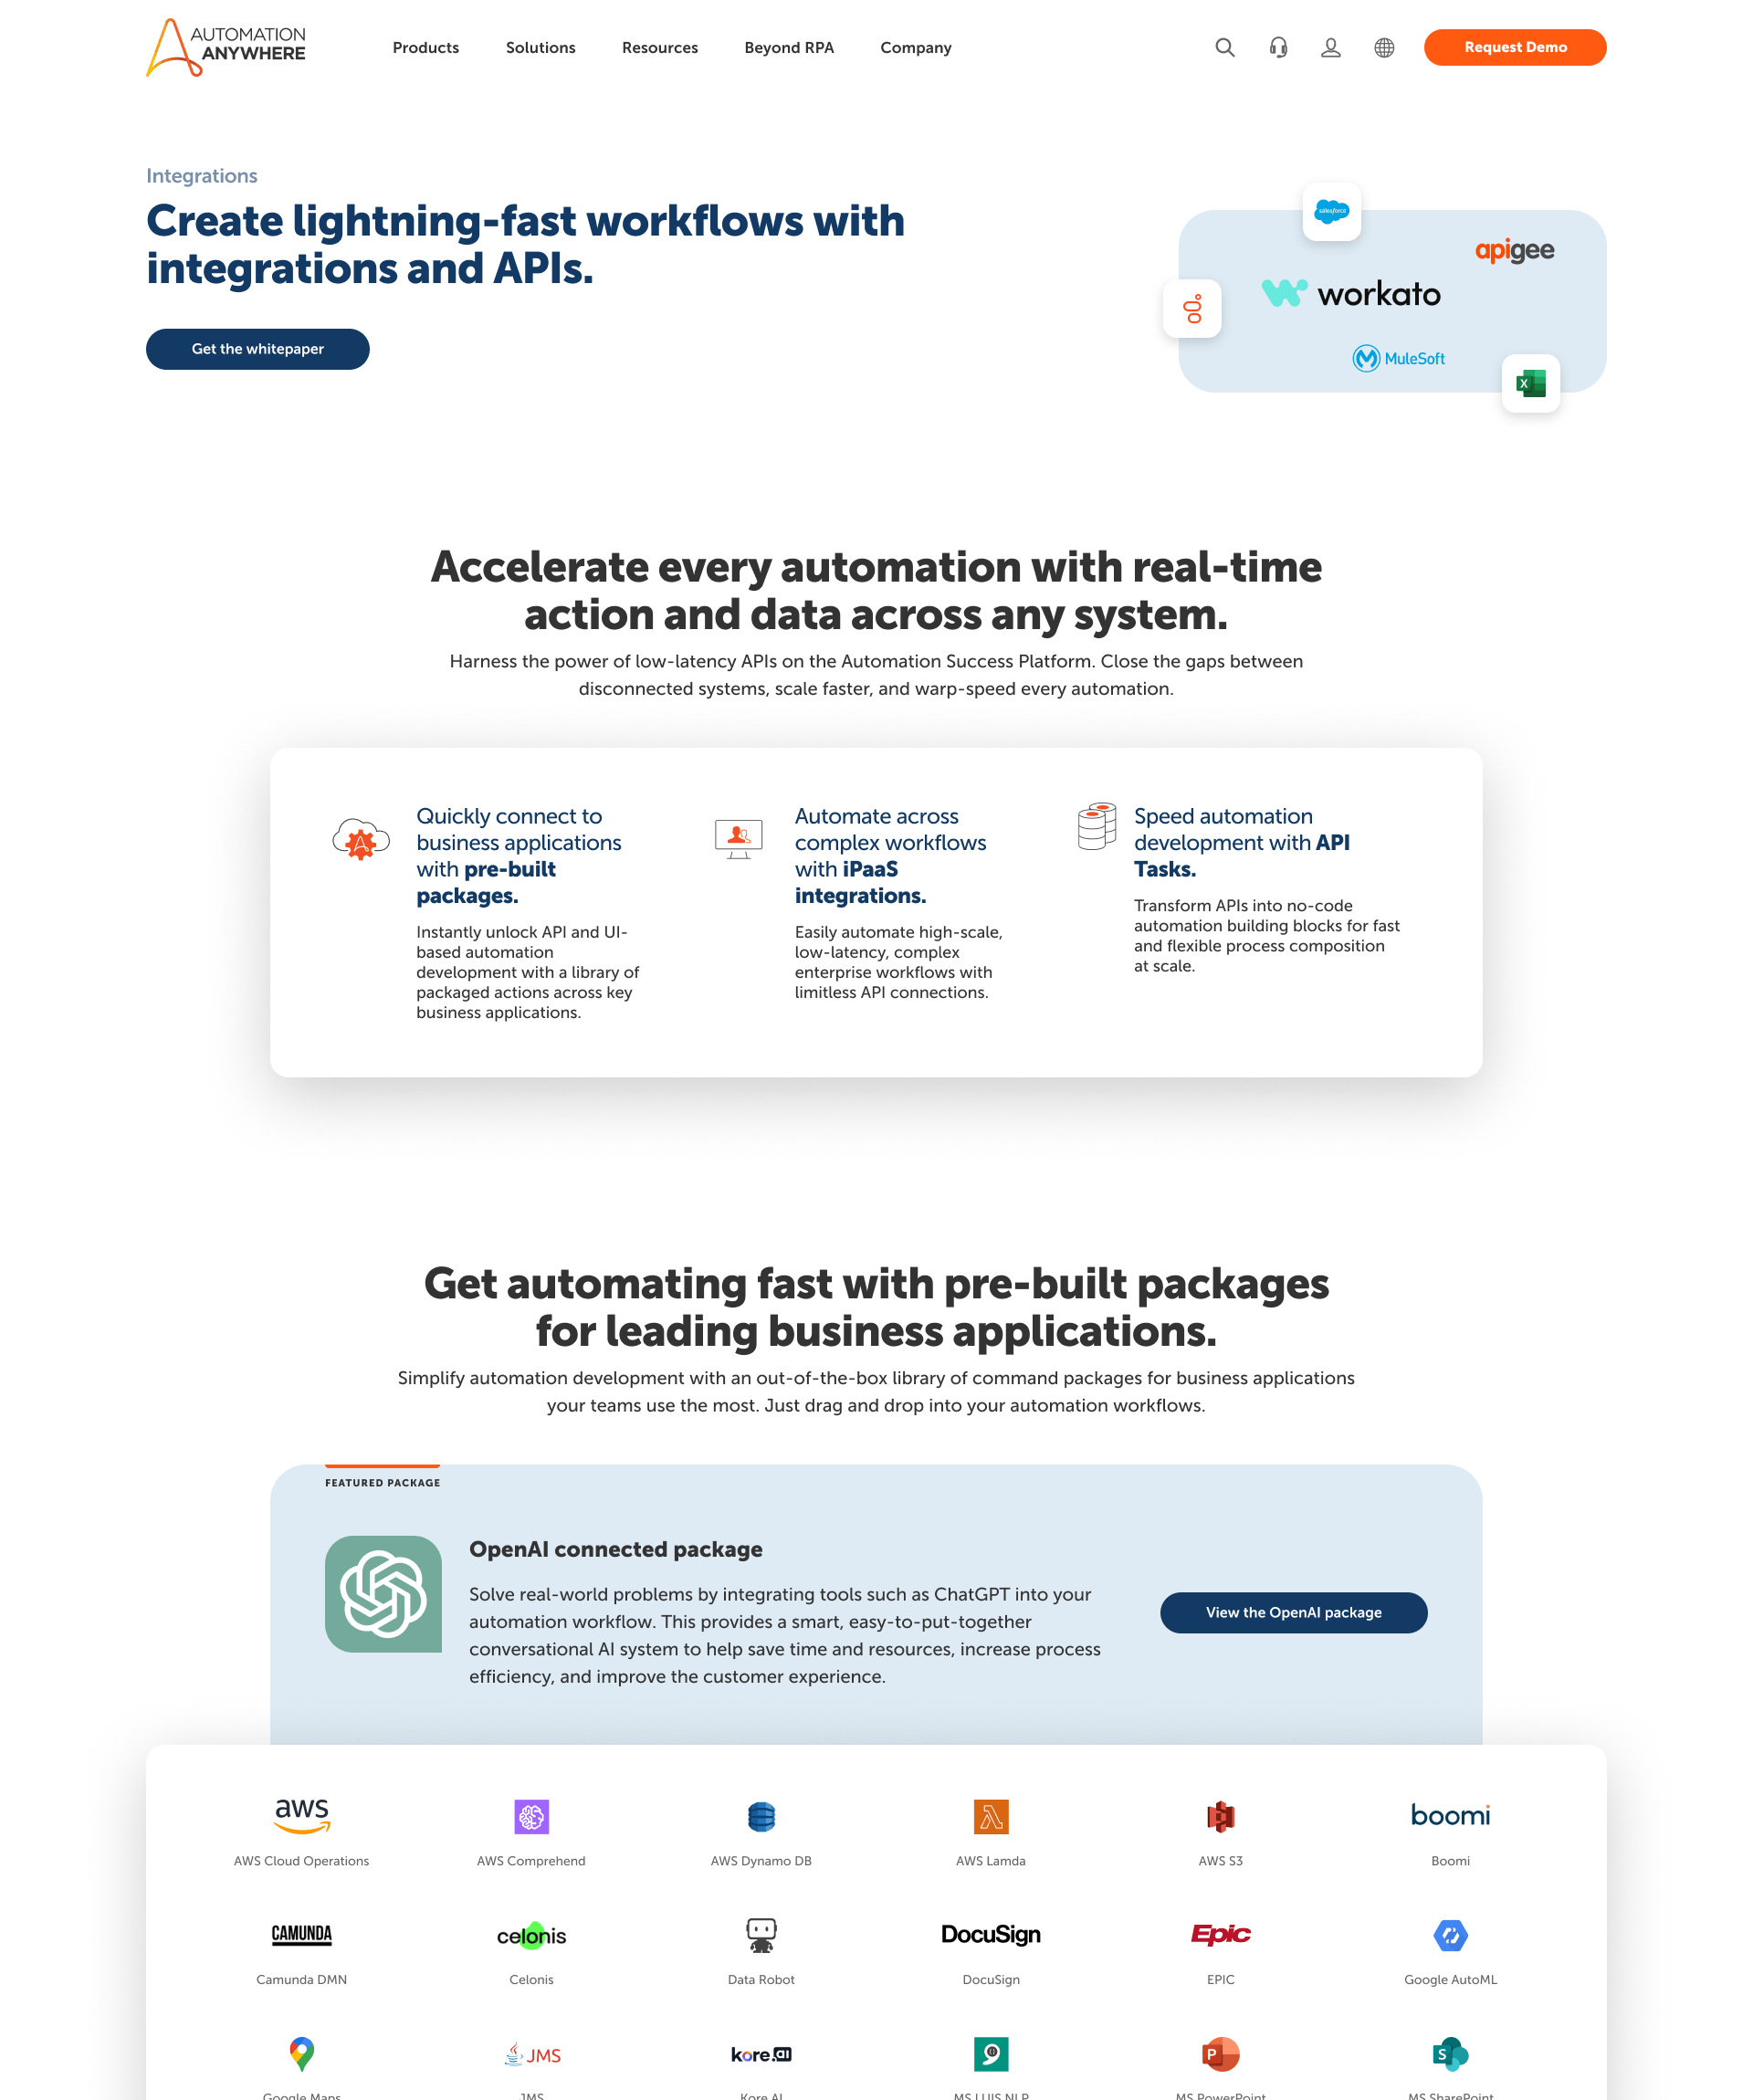 AUTOMATION
ANYWHERE
Products
Solutions
Resources
Beyond RPA
Company
Request Demo
Integrations
Create lightning-fast workflows with
integrations and APIs.
Get the whitepaper
salesforce
apigee
workato
MuleSoft
X
Accelerate every automation with real-time
action and data across any system.
Harness the power of low-latency APIs on the Automation Success Platform. Close the gaps between
disconnected systems, scale faster, and warp-speed every automation.
Quickly connect to
business applications
with pre-built
packages.
Instantly unlock API and UI-
based automation
development with a library of
packaged actions across key
business applications.
Automate across
complex workflows
with iPaaS
integrations.
Easily automate high-scale,
low-latency, complex
enterprise workflows with
limitless API connections.
Speed automation
development with API
Tasks.
Transform APIs into no-code
automation building blocks for fast
and flexible process composition
at scale.
Get automating fast with pre-built packages
for leading business applications.
Simplify automation development with an out-of-the-box library of command packages for business applications
your teams use the most. Just drag and drop into your automation workflows.
FEATURED PACKAGE
OpenAI connected package
Solve real-world problems by integrating tools such as ChatGPT into your
automation workflow. This provides a smart, easy-to-put-together
conversational AI system to help save time and resources, increase process
efficiency, and improve the customer experience.
View the OpenAI package
aws
boomi
AWS Cloud Operations
AWS Comprehend
AWS Dynamo DB
AWS Lamda
AWS S3
Boomi
CAMUNDA
celonis
DocuSign
Epic
Camunda DMN
Celonis
Data Robot
DocuSign
EPIC
Google AutoML
JMS
kore.ai
P
S
Google Maps
JMS
Kore AI
MS LUIS NLP
MS PowerPoint
MS SharePoint